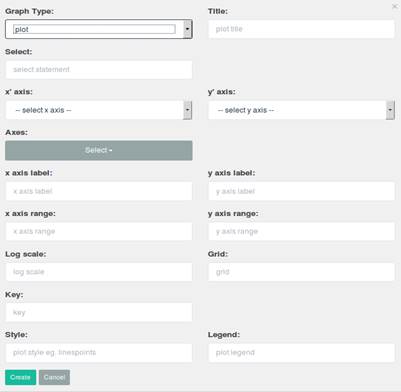 Graph Type: Title:
plot plot title
Select:
select statement
x' axis: y' axis:
-- select x axis -- -- select y axis --
Axes:
Select
x axis label: y axis label:
x axis label y axis label
x axis range: y axis range:
x axis range y axis range
Log scale: Grid:
log scale grid
Key:
key
Style: Legend:
plot style eg. linespoints plot legend
Create Cancel